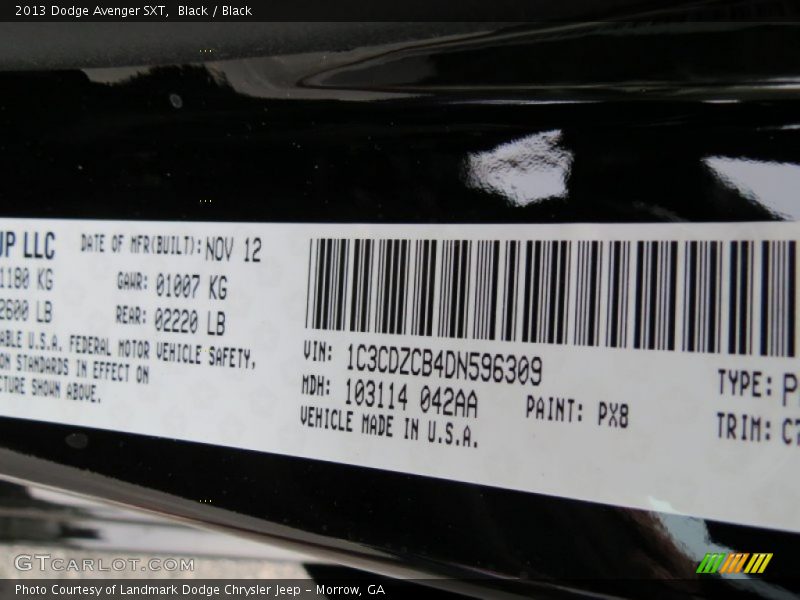 2013 Dodge Avenger SXT, Black / Black
UP LLC DATE OF MFR(BUILT): NOV 12
1180 KG GAWR: 01007 KG
2600 LB REAR: 02220 LB
ABLE U.S.A. FEDERAL MOTOR VEHICLE SAFETY,
ON STANDARDS IN EFFECT ON
CTURE SHOWN ABOVE.
VIN: 1C3CDZCB4DN596309
MDH: 103114 042AA PAINT: PX8
VEHICLE MADE IN U.S.A.
TYPE: P
TRIM: C7
GTCARLOT.COM
Photo Courtesy of Landmark Dodge Chrysler Jeep – Morrow, GA